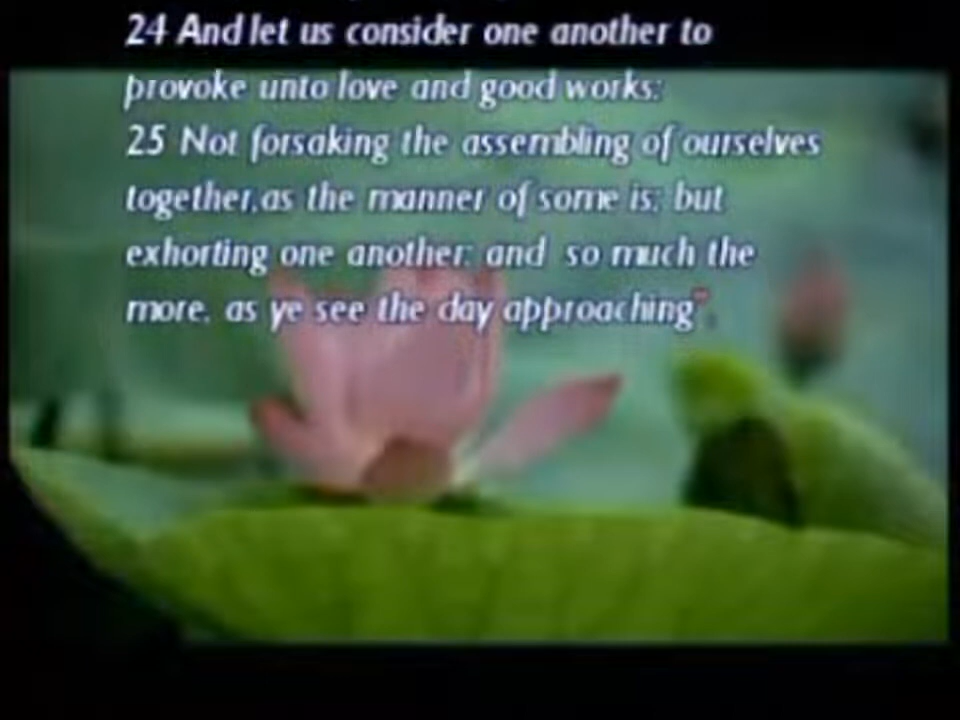 24 And let us consider one another to
provoke unto love and good works:
25 Not forsaking the assembling of ourselves
together,as the manner of some is; but
exhorting one another: and so much the
more, as ye see the day approaching".